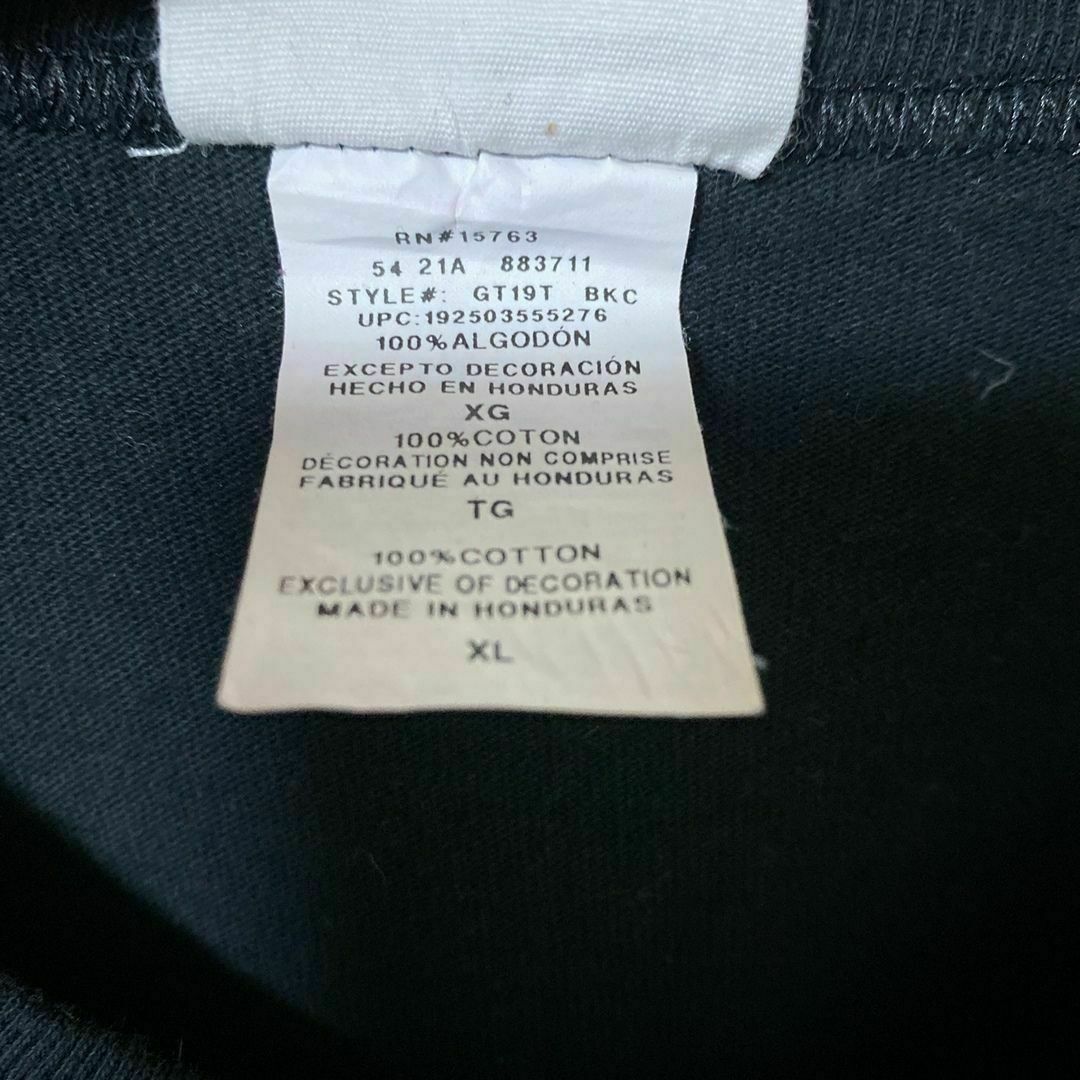 RN#15763
54 21A 883711
STYLE#: GT19T BKC
UPC:192503555276
100%ALGODÓN
EXCEPTO DECORACIÓN
HECHO EN HONDURAS
XG
100%COTON
DÉCORATION NON COMPRISE
FABRIQUÉ AU HONDURAS
TG
100%COTTON
EXCLUSIVE OF DECORATION
MADE IN HONDURAS
XL